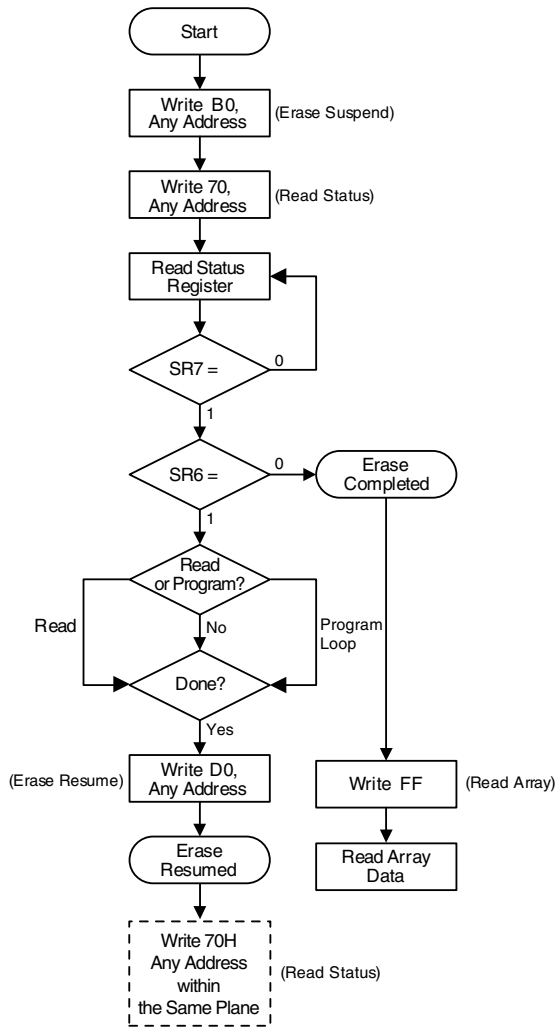 Start
Write B0,
Any Address
(Erase Suspend)
Write 70,
Any Address
(Read Status)
Read Status
Register
SR7 =
0
1
SR6 =
0
Erase
Completed
1
Read
or Program?
Read
No
Program
Loop
Done?
Yes
(Erase Resume)
Write D0,
Any Address
Write FF
(Read Array)
Erase
Resumed
Read Array
Data
Write 70H
Any Address
within
the Same Plane
(Read Status)